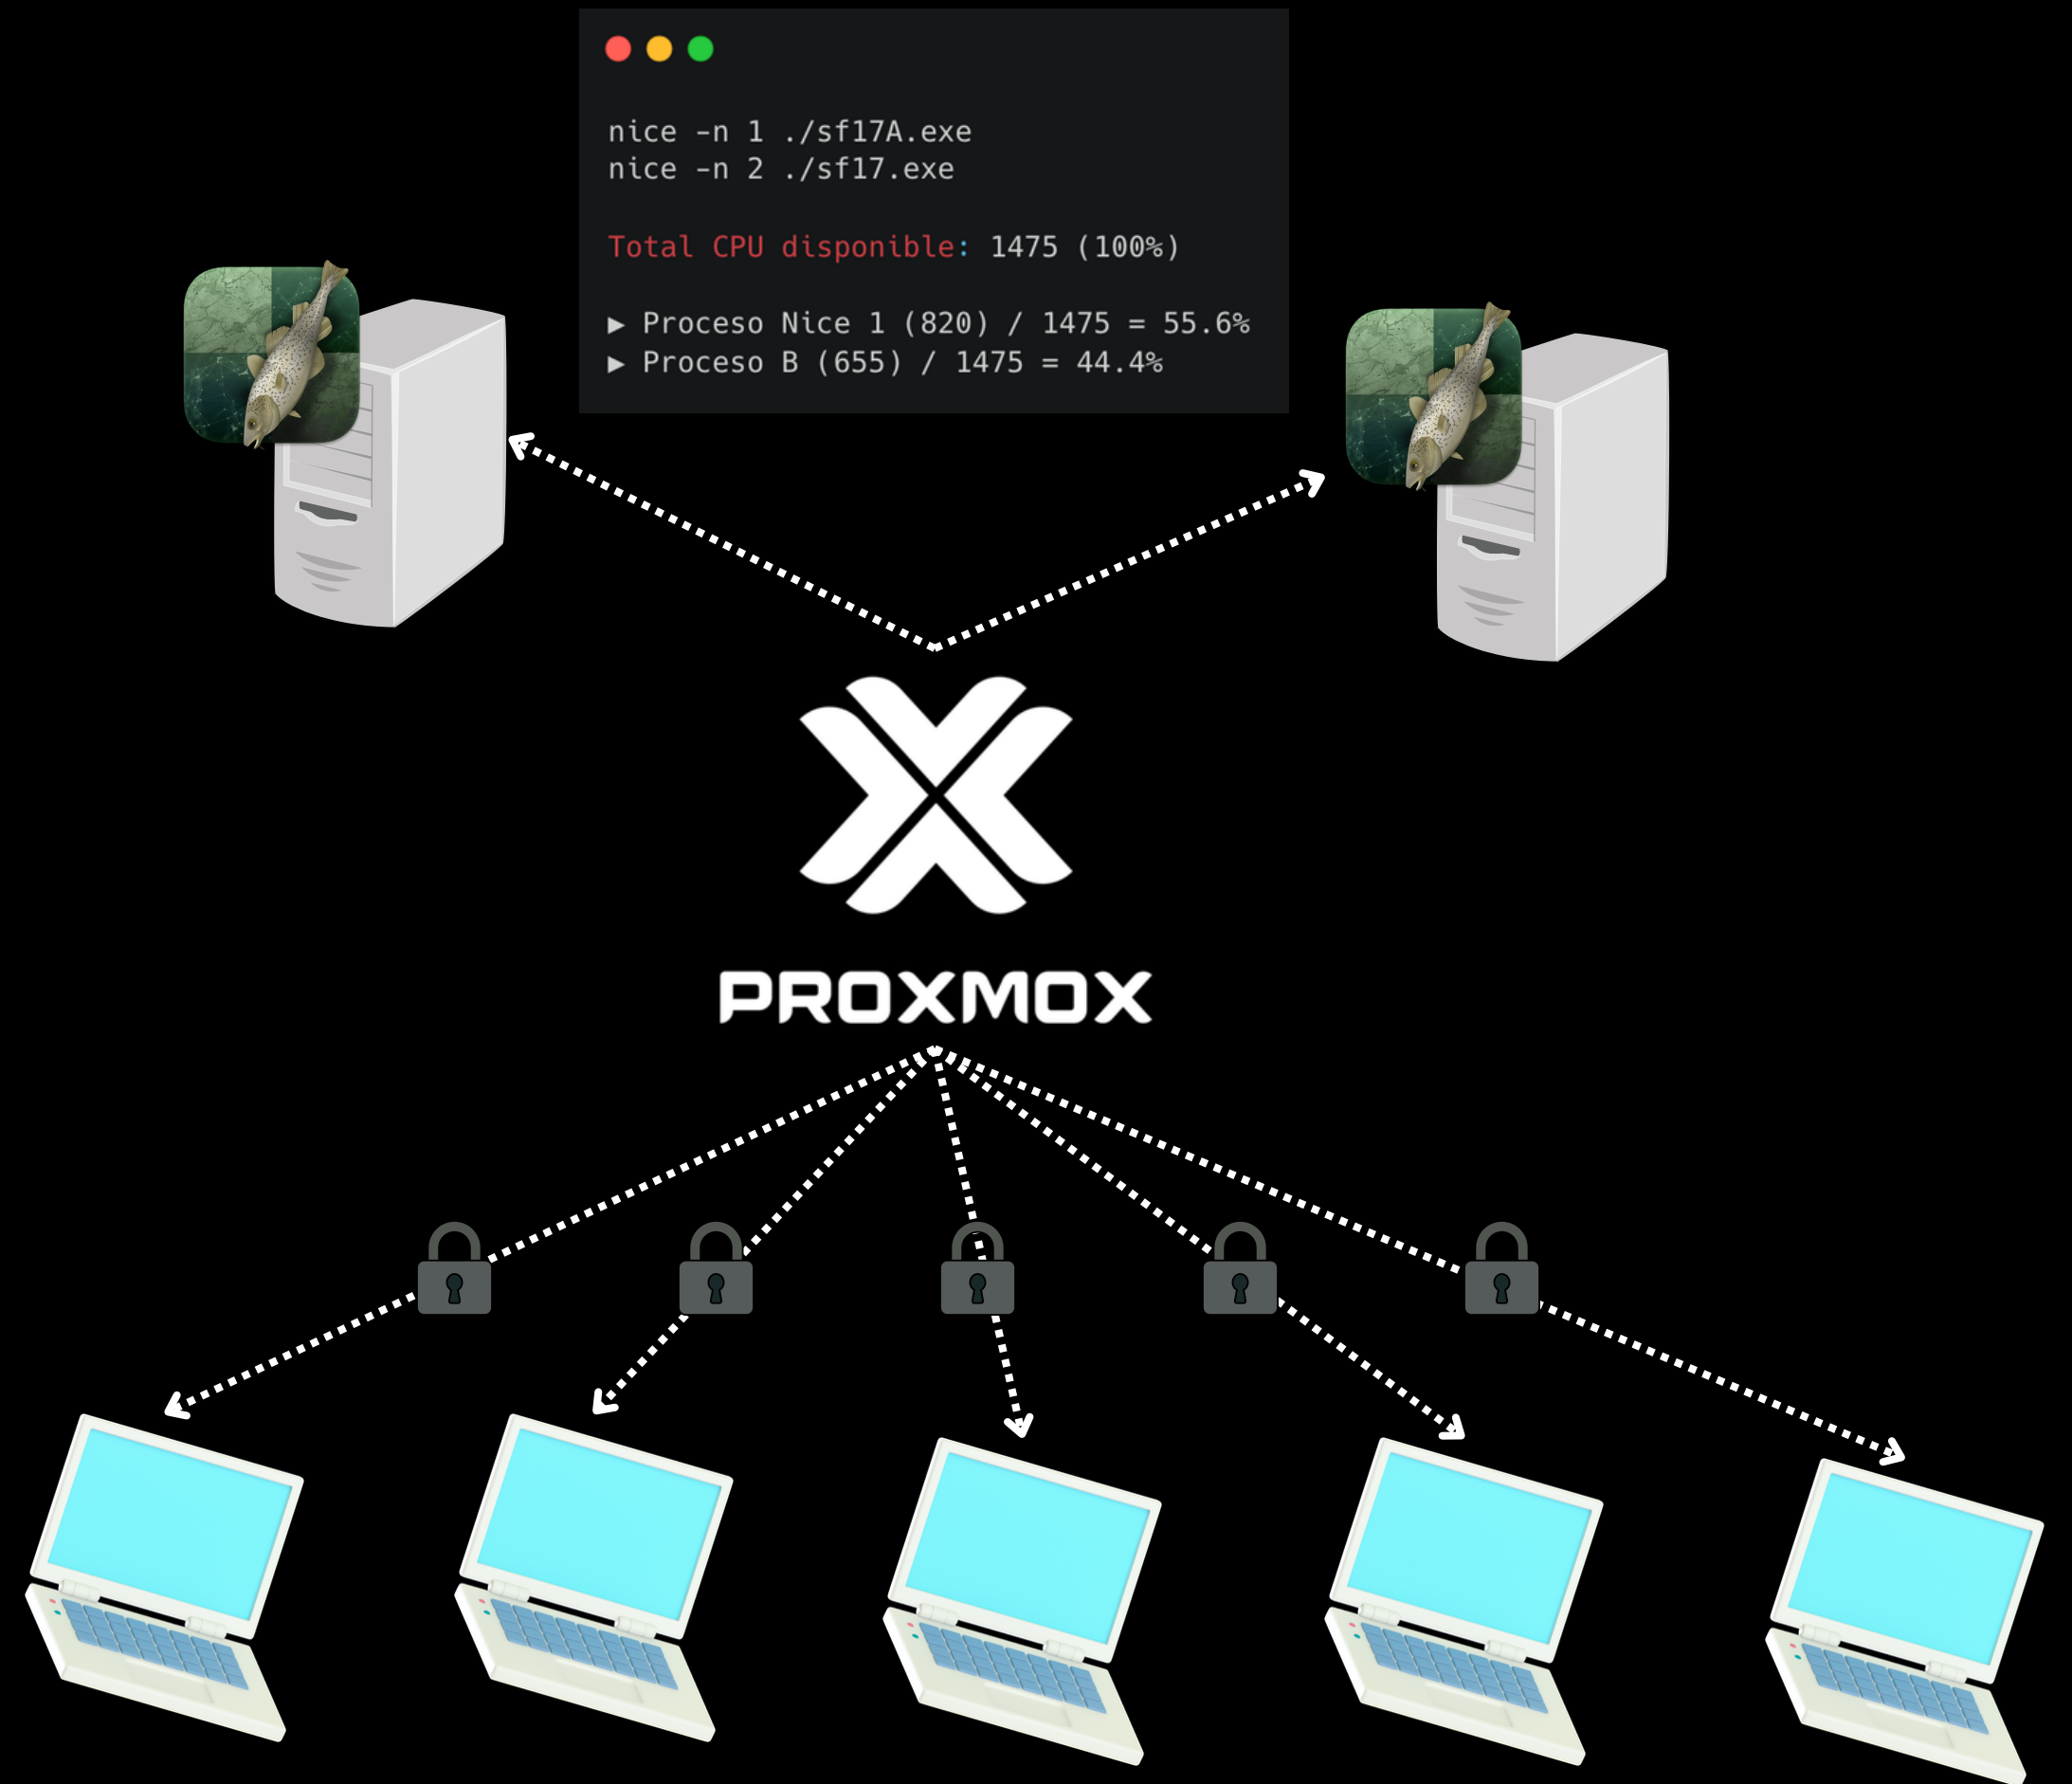 nice -n 1 ./sf17A.exe
nice -n 2 ./sf17.exe
Total CPU disponible: 1475 (100%)
▶ Proceso Nice 1 (820) / 1475 = 55.6%
▶ Proceso B (655) / 1475 = 44.4%
PROXMOX